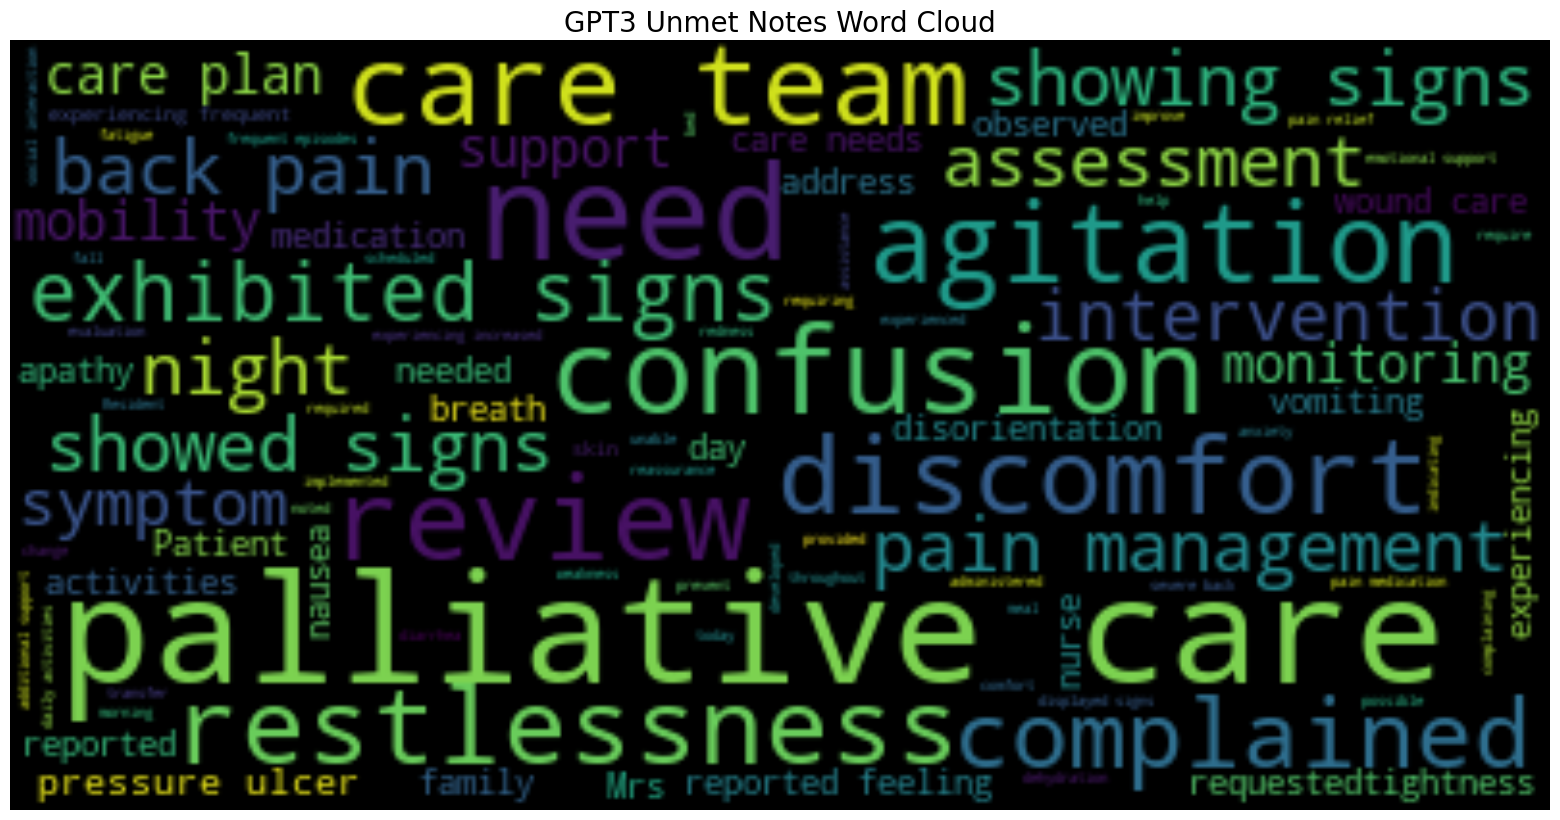 GPT3 Unmet Notes Word Cloud
social interaction
care plan
care team
showing signs
experiencing frequent
fatigue
frequent episodes
support
led
care needs
observed
improve
pain relief
back pain
need
address
assessment
emotional support
mobility
medication
assistance
help
wound care
agitation
require
fall
scheduled
exhibited signs
requiring
experienced
intervention
evaluation
experiencing increased
redness
confusion
apathy
night
needed
monitoring
Resident
required
breath
vomiting
showed signs
skin
unable
day
disorientation
anxiety
reassurance
discomfort
indicating
experiencing
implemented
symptom
noted
review
Patient
nausea
provided
pain management
change
activities
weakness
present
developed
throughout
administered
severe back
pain medication
additional support
daily activities
palliative care
meal
nurse
complaining
diarrhea
today
transfer
morning
comfort
displayed signs
possible
reported
restlessness
complained
pressure ulcer
family
Mrs
reported feeling
dehydration
requestedtightness